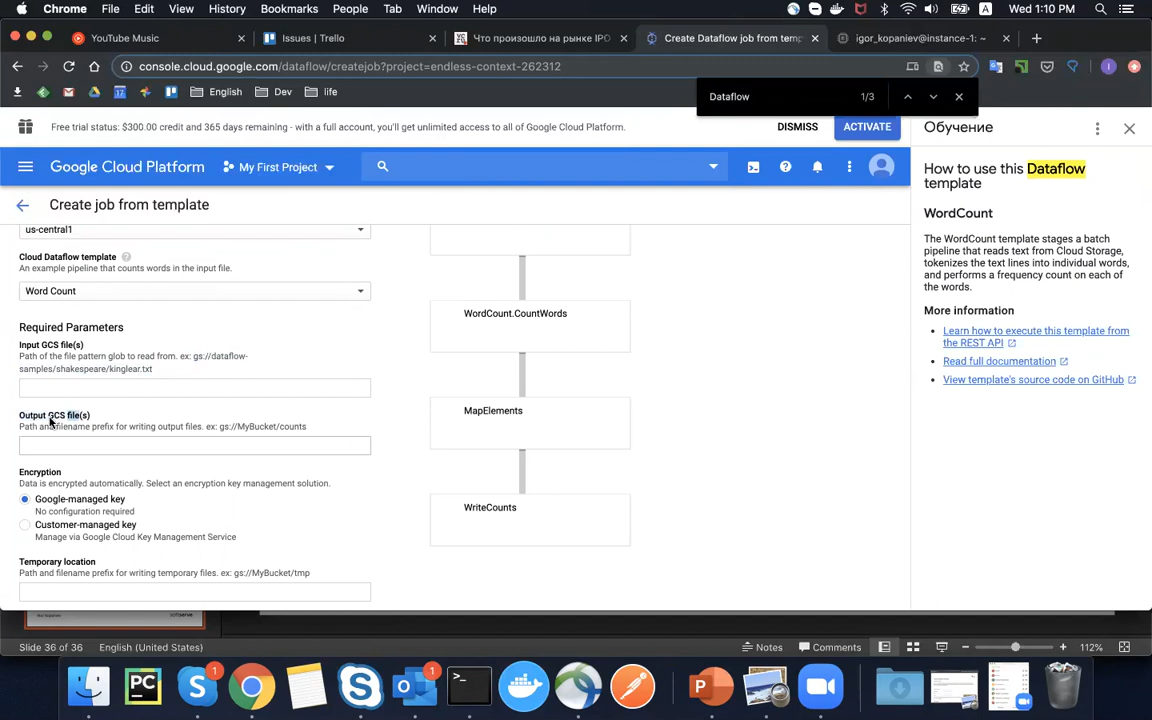 Chrome File Edit View History Bookmarks People Tab Window Help
A Wed 1:10 PM
YouTube Music
Issues | Trello
Что произошло на рынке IPO
Create Dataflow job from temp
igor_kopaniev@instance-1: ~
console.cloud.google.com/dataflow/createjob?project=endless-context-262312
English Dev life
Dataflow 1/3
Free trial status: $300.00 credit and 365 days remaining - with a full account, you'll get unlimited access to all of Google Cloud Platform.
DISMISS
ACTIVATE
Google Cloud Platform
My First Project
Create job from template
us-central1
Cloud Dataflow template
An example pipeline that counts words in the input file.
Word Count
Required Parameters
Input GCS file(s)
Path of the file pattern glob to read from. ex: gs://dataflow-
samples/shakespeare/kinglear.txt
Output GCS file(s)
Path and filename prefix for writing output files. ex: gs://MyBucket/counts
Encryption
Data is encrypted automatically. Select an encryption key management solution.
Google-managed key
No configuration required
Customer-managed key
Manage via Google Cloud Key Management Service
Temporary location
Path and filename prefix for writing temporary files. ex: gs://MyBucket/tmp
WordCount.CountWords
MapElements
WriteCounts
Обучение
How to use this Dataflow
template
WordCount
The WordCount template stages a batch
pipeline that reads text from Cloud Storage,
tokenizes the text lines into individual words,
and performs a frequency count on each of
the words.
More information
Learn how to execute this template from
the REST API
Read full documentation
View template's source code on GitHub
softserve
Slide 36 of 36
English (United States)
Notes
Comments
112%
1
1
PC